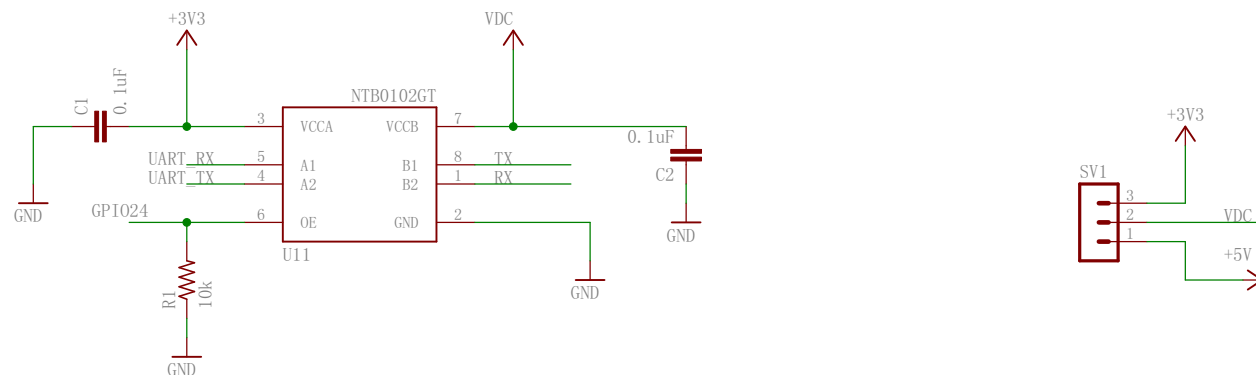 +3V3
VDC
C1
0.1uF
NTB0102GT
3
VCCA
VCCB
7
UART_RX
5
A1
B1
8
TX
UART_TX
4
A2
B2
1
RX
GPIO24
6
OE
GND
2
U11
GND
R1
10k
GND
GND
0.1uF
C2
GND
+3V3
SV1
3
2
VDC
1
+5V